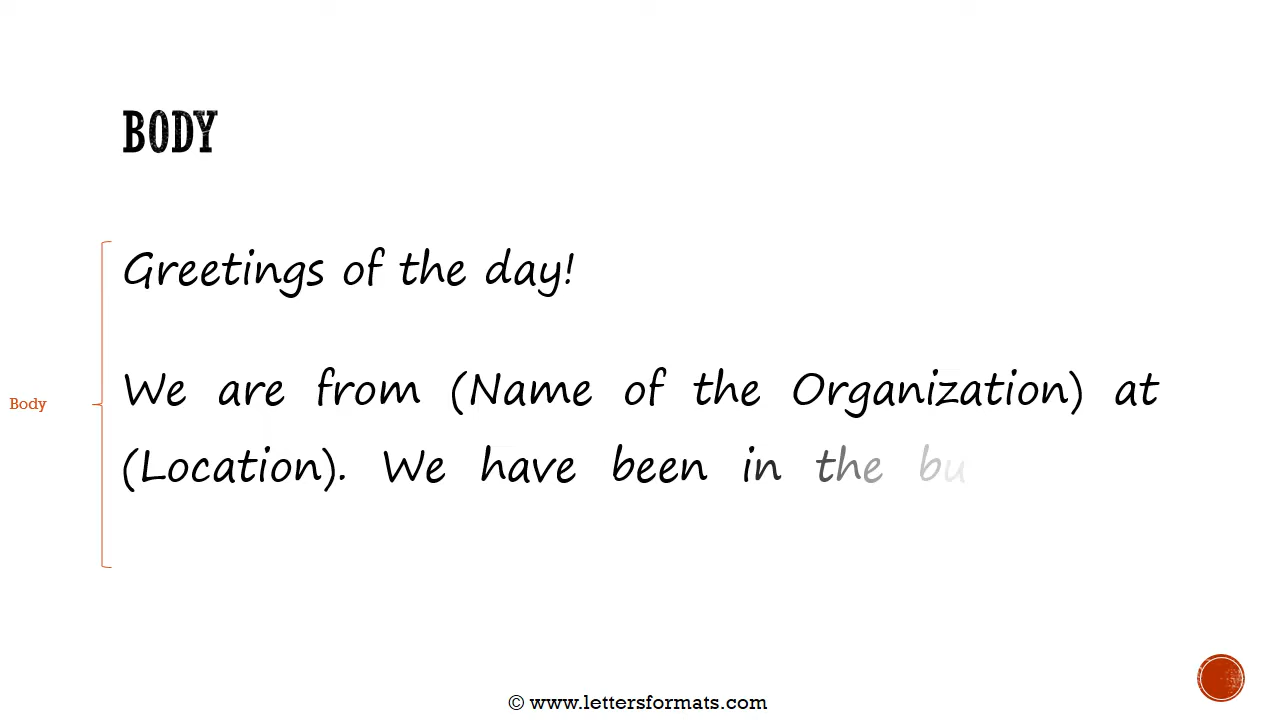 BODY
Greetings of the day!
We are from (Name of the Organization) at
Body
(Location). We have been in the bu
© www.lettersformats.com